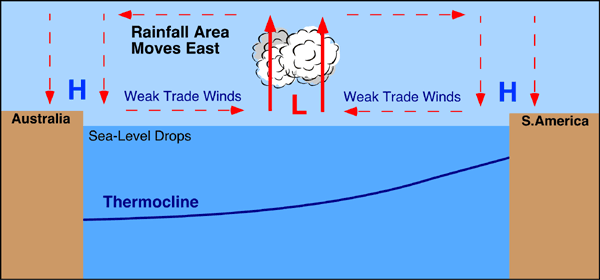 Rainfall Area
Moves East
H
H
Weak Trade Winds
L
Weak Trade Winds
Australia
S.America
Sea-Level Drops
Thermocline